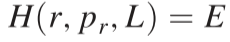 H(r, p_r, L) = E